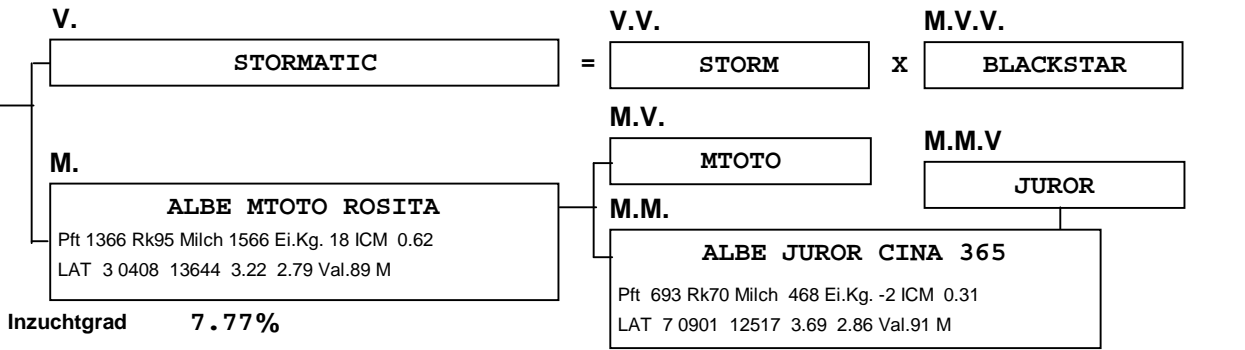 V.
V.V.
M.V.V.
STORMATIC
=
STORM
X
BLACKSTAR
M.V.
M.M.V
M.
MTOTO
JUROR
ALBE MTOTO ROSITA
Pft 1366 Rk95 Milch 1566 Ei.Kg. 18 ICM 0.62
LAT 3 0408 13644 3.22 2.79 Val.89 M
M.M.
ALBE JUROR CINA 365
Pft 693 Rk70 Milch 468 Ei.Kg. -2 ICM 0.31
LAT 7 0901 12517 3.69 2.86 Val.91 M
Inzuchtgrad 7.77%